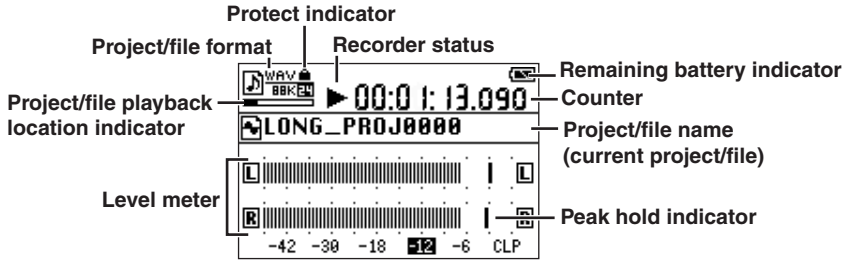 Protect indicator
Project/file format
Recorder status
WAV
88K24
00:01:13.090
Remaining battery indicator
Counter
Project/file playback
location indicator
LONG_PROJ0000
Project/file name
(current project/file)
L
L
Level meter
R
R
Peak hold indicator
-42 -30 -18 -12 -6 CLP